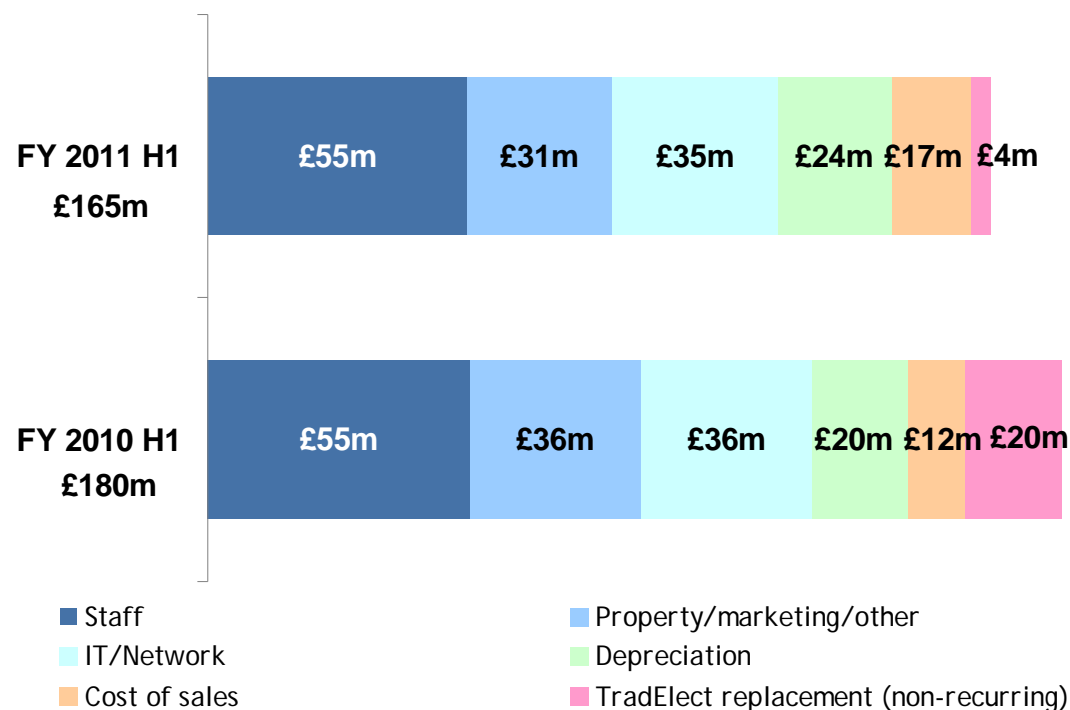 FY 2011 H1
£165m
£55m £31m £35m £24m £17m £4m
FY 2010 H1
£180m
£55m £36m £36m £20m £12m £20m
Staff Property/marketing/other
IT/Network Depreciation
Cost of sales TradElect replacement (non-recurring)